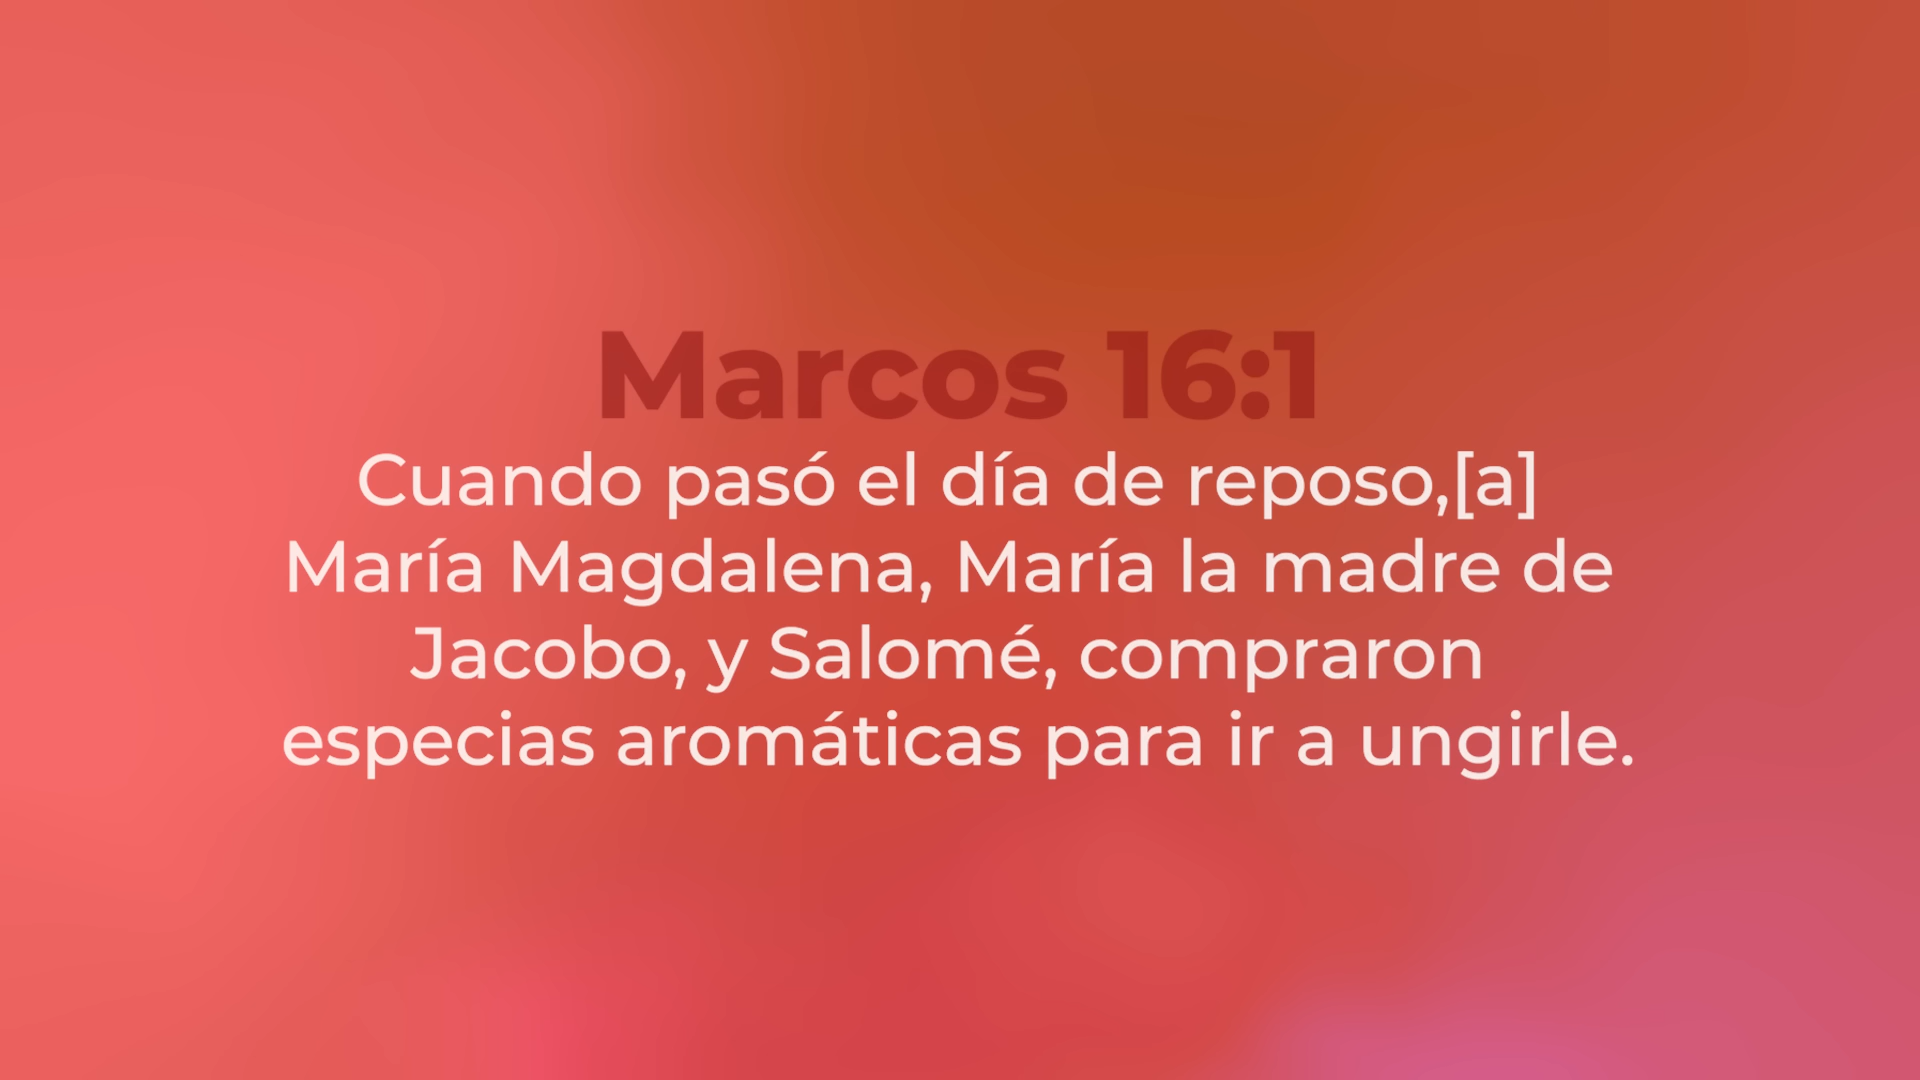 Marcos 16:1
Cuando pasó el día de reposo,[a]
María Magdalena, María la madre de
Jacobo, y Salomé, compraron
especias aromáticas para ir a ungirle.